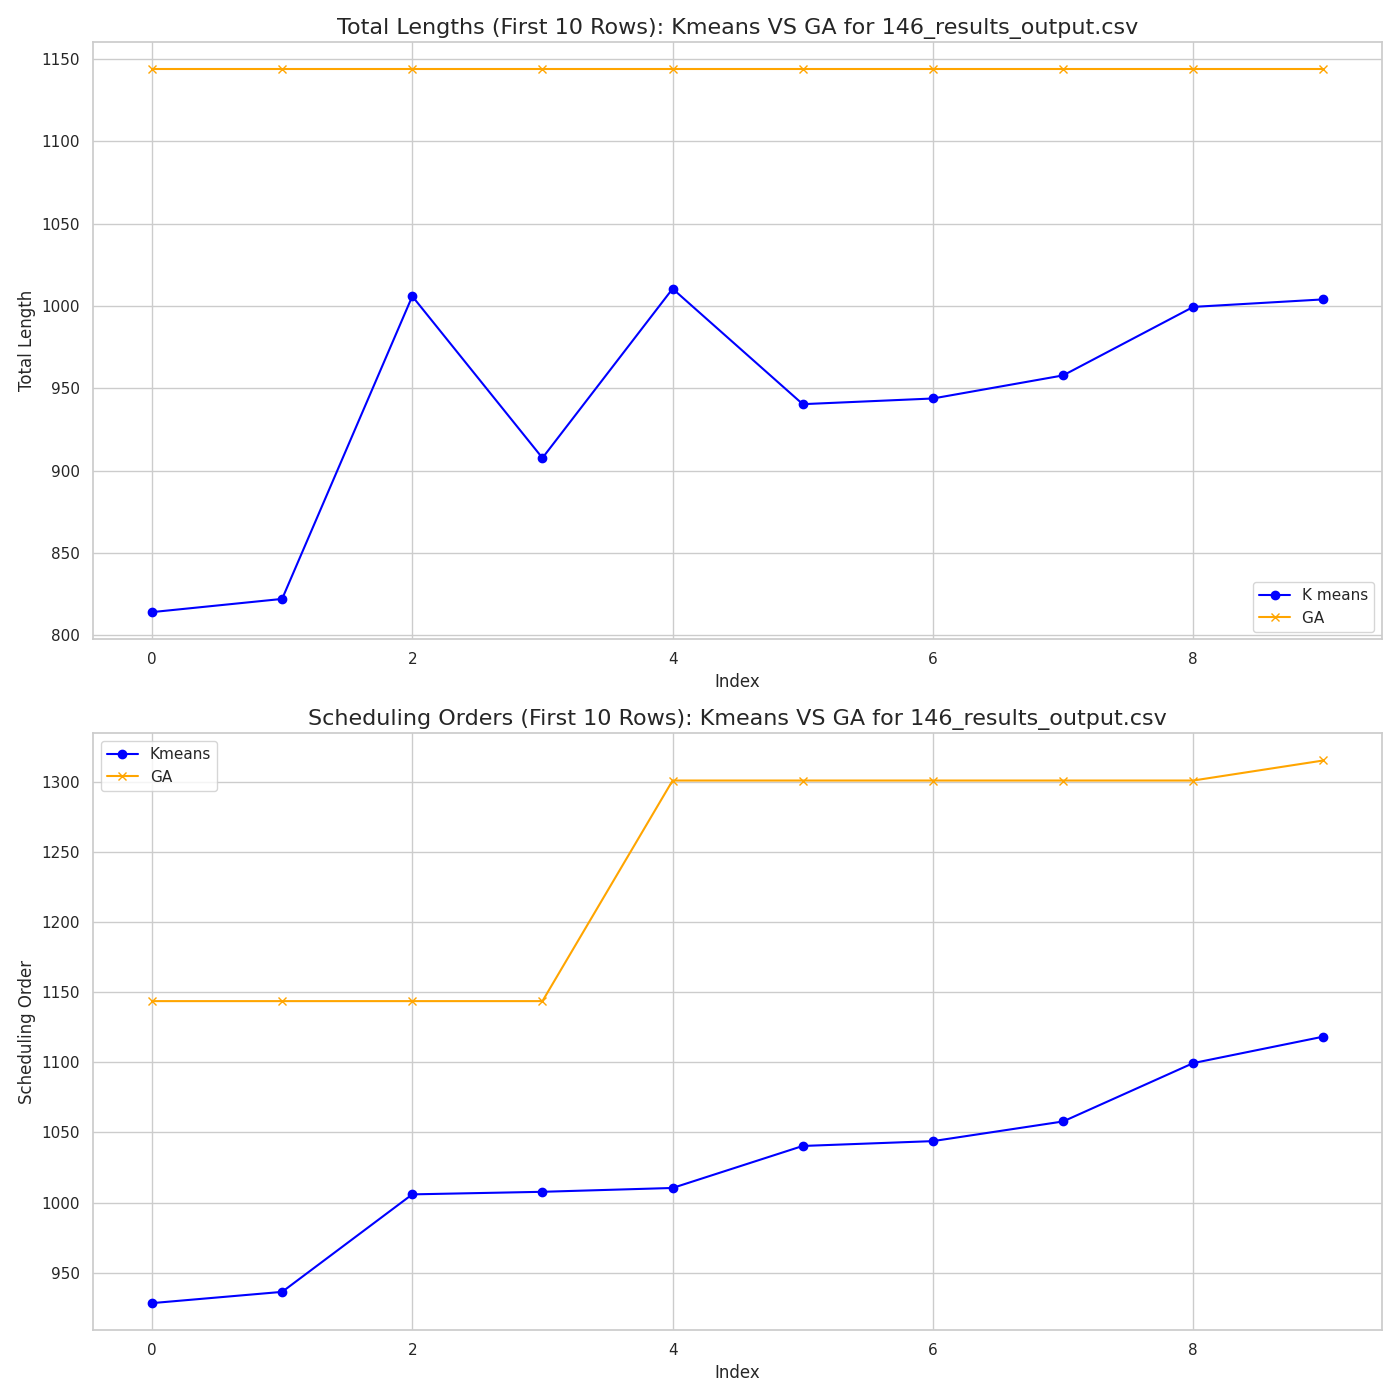 Total Lengths (First 10 Rows): Kmeans VS GA for 146_results_output.csv
1150
1100
1050
1000
950
900
850
800
Total Length
K means
GA
0 2 4 6 8
Index
Scheduling Orders (First 10 Rows): Kmeans VS GA for 146_results_output.csv
Kmeans
GA
1300
1250
1200
1150
1100
1050
1000
950
Scheduling Order
0 2 4 6 8
Index